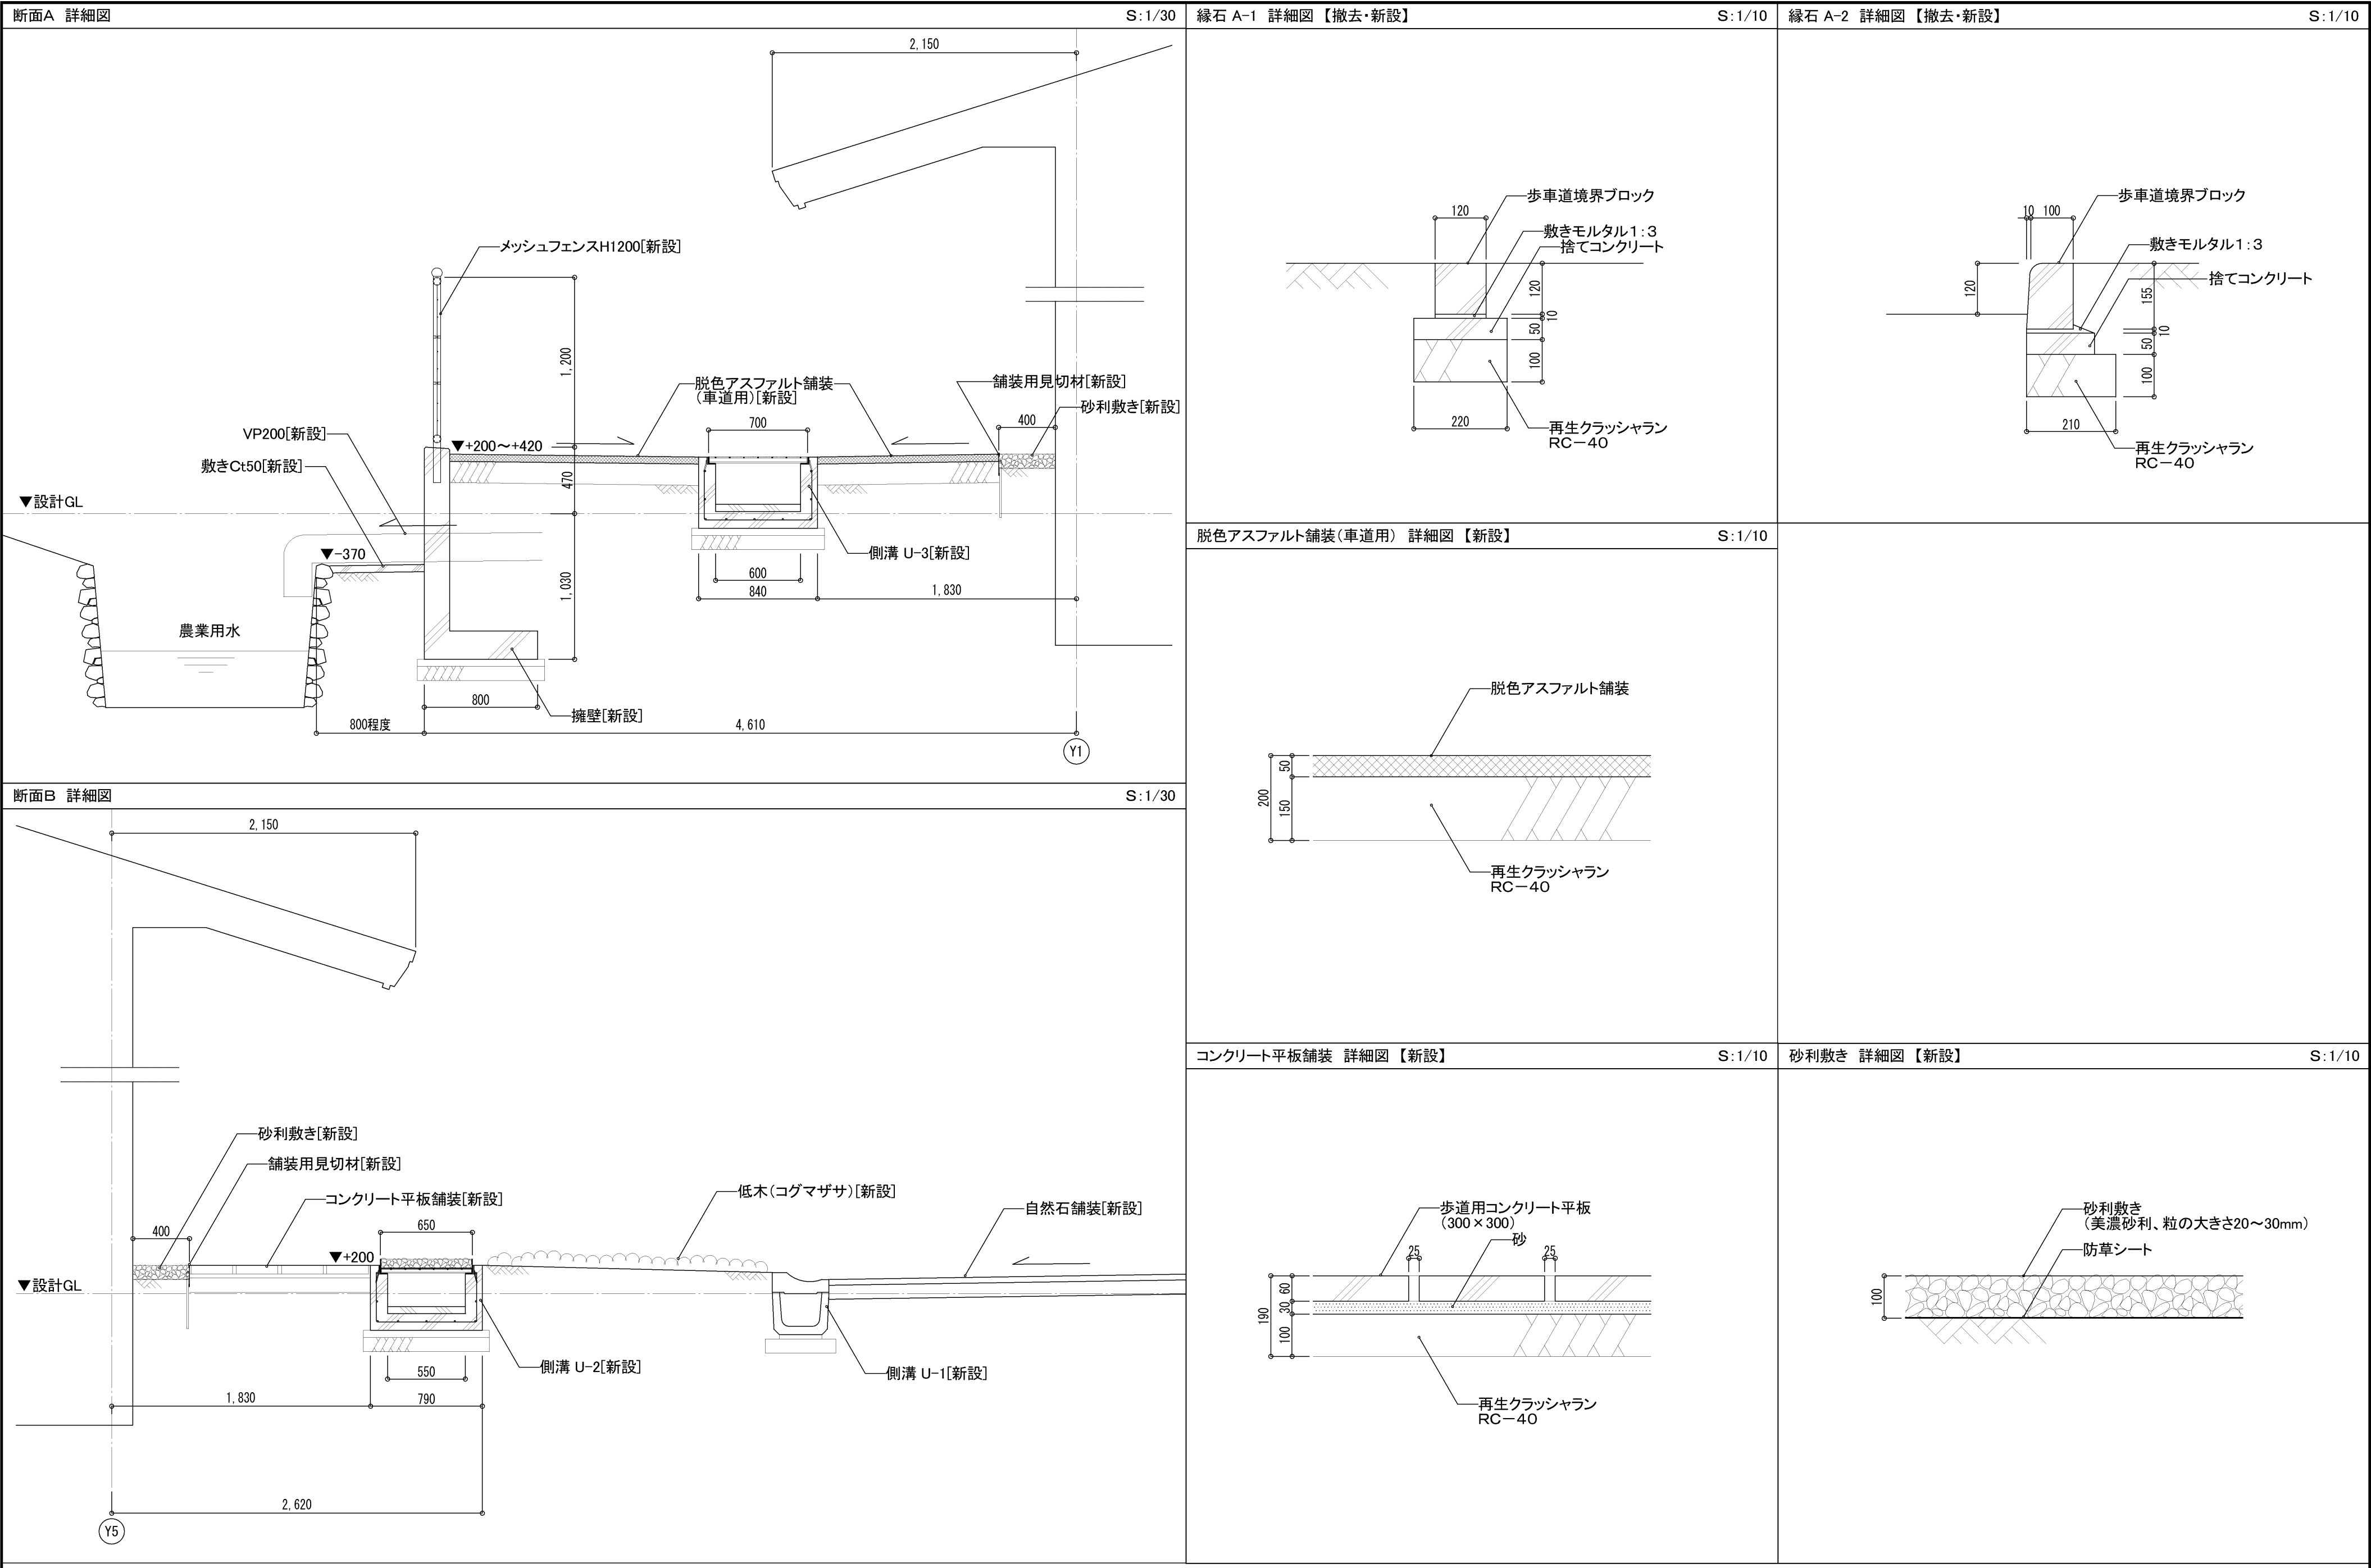 断面A 詳細図 S:1/30
2,150
メッシュフェンスH1200[新設]
1,200
脱色アスファルト舗装
(車道用)[新設]
舗装用見切材[新設]
砂利敷き[新設]
400
700
VP200[新設]
▼+200～+420
敷きCt50[新設]
470
▼設計GL
▼-370
側溝 U-3[新設]
600
840
1,830
1,030
農業用水
800
擁壁[新設]
800程度
4,610
Y1
断面B 詳細図 S:1/30
2,150
砂利敷き[新設]
舗装用見切材[新設]
コンクリート平板舗装[新設]
低木(コグマザサ)[新設]
自然石舗装[新設]
400
650
▼+200
▼設計GL
側溝 U-2[新設]
側溝 U-1[新設]
550
1,830
790
2,620
Y5
縁石 A-1 詳細図 【撤去・新設】 S:1/10
歩車道境界ブロック
120
敷きモルタル1:3
捨てコンクリート
120
10
50
100
220
再生クラッシャラン
RC-40
縁石 A-2 詳細図 【撤去・新設】 S:1/10
歩車道境界ブロック
10 100
敷きモルタル1:3
捨てコンクリート
120
155
10
50
100
210
再生クラッシャラン
RC-40
脱色アスファルト舗装(車道用) 詳細図 【新設】 S:1/10
脱色アスファルト舗装
50
200
150
再生クラッシャラン
RC-40
コンクリート平板舗装 詳細図 【新設】 S:1/10
歩道用コンクリート平板
(300×300)
砂
25
25
60
30
190
100
再生クラッシャラン
RC-40
砂利敷き 詳細図 【新設】 S:1/10
砂利敷き
(美濃砂利、粒の大きさ20～30mm)
防草シート
100